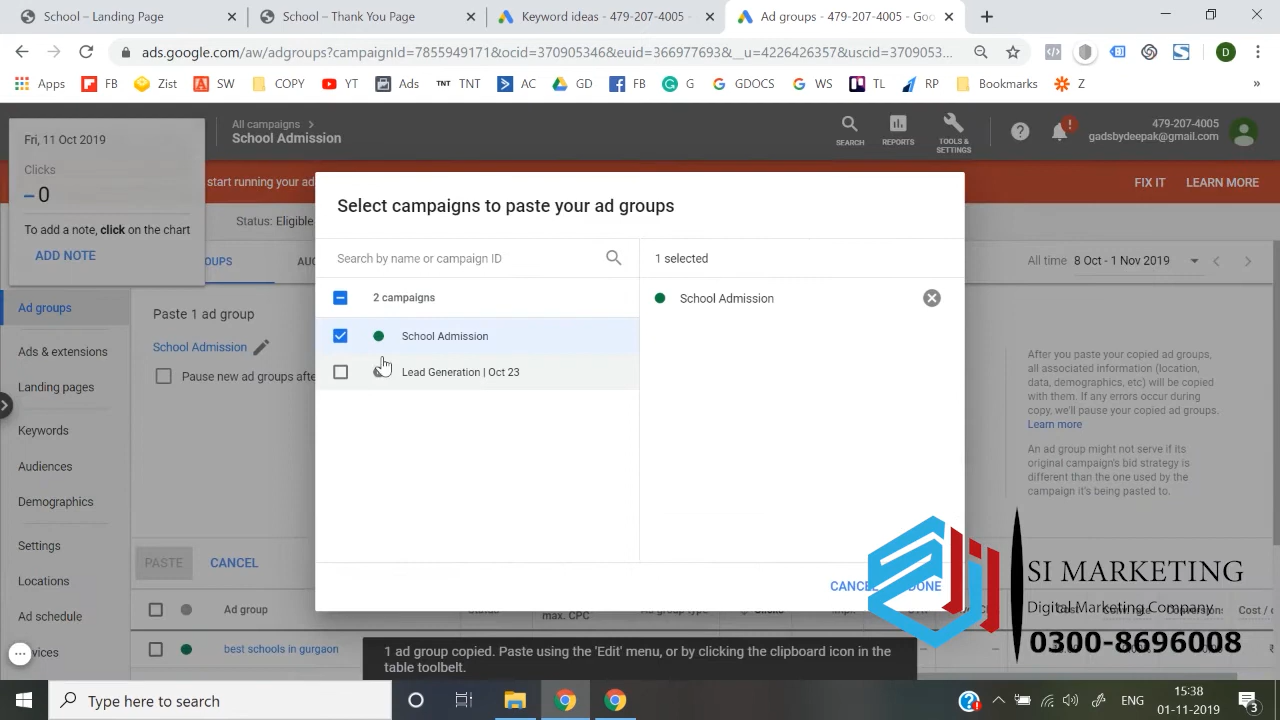 School – Landing Page
School – Thank You Page
Keyword ideas - 479-207-4005 -
Ad groups - 479-207-4005 - Goo
ads.google.com/aw/adgroups?campaignId=7855949171&ocid=370905346&euid=366977693&__u=4226426357&uscid=3709053...
D
Apps
FB
Zist
SW
COPY
YT
Ads
TNT TNT
AC
GD
FB
G
GDOCS
WS
TL
RP
Bookmarks
Z
»
Fri, 11 Oct 2019
Clicks
0
To add a note, click on the chart
ADD NOTE
All campaigns
School Admission
SEARCH
REPORTS
TOOLS &
SETTINGS
479-207-4005
gadsbydeepak@gmail.com
start running your ad
FIX IT
LEARN MORE
Status: Eligible
OUPS
AUC
All time
8 Oct - 1 Nov 2019
Select campaigns to paste your ad groups
Search by name or campaign ID
1 selected
2 campaigns
School Admission
School Admission
Lead Generation | Oct 23
CANCEL
DONE
Ad groups
Ads & extensions
Landing pages
Keywords
Audiences
Demographics
Settings
Locations
Ad schedule
vices
Paste 1 ad group
School Admission
Pause new ad groups afte
PASTE
CANCEL
After you paste your copied ad groups,
all associated information (location,
data, demographics, etc) will be copied
with them. If any errors occur during
copy, we'll pause your copied ad groups.
Learn more
An ad group might not serve if its
original campaign's bid strategy is
different than the one used by the
campaign it's being pasted to.
Ad group
max. CPC
Ad group type
Clicks
Cost / c
best schools in gurgaon
SI MARKETING
Digital Marketing Company
0300-8696008
1 ad group copied. Paste using the 'Edit' menu, or by clicking the clipboard icon in the
table toolbelt.
Type here to search
ENG
15:38
01-11-2019
3